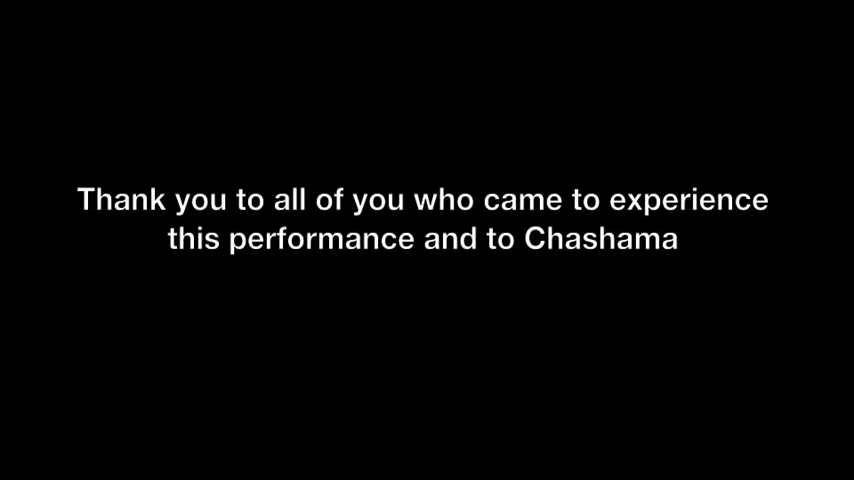 Thank you to all of you who came to experience
this performance and to Chashama